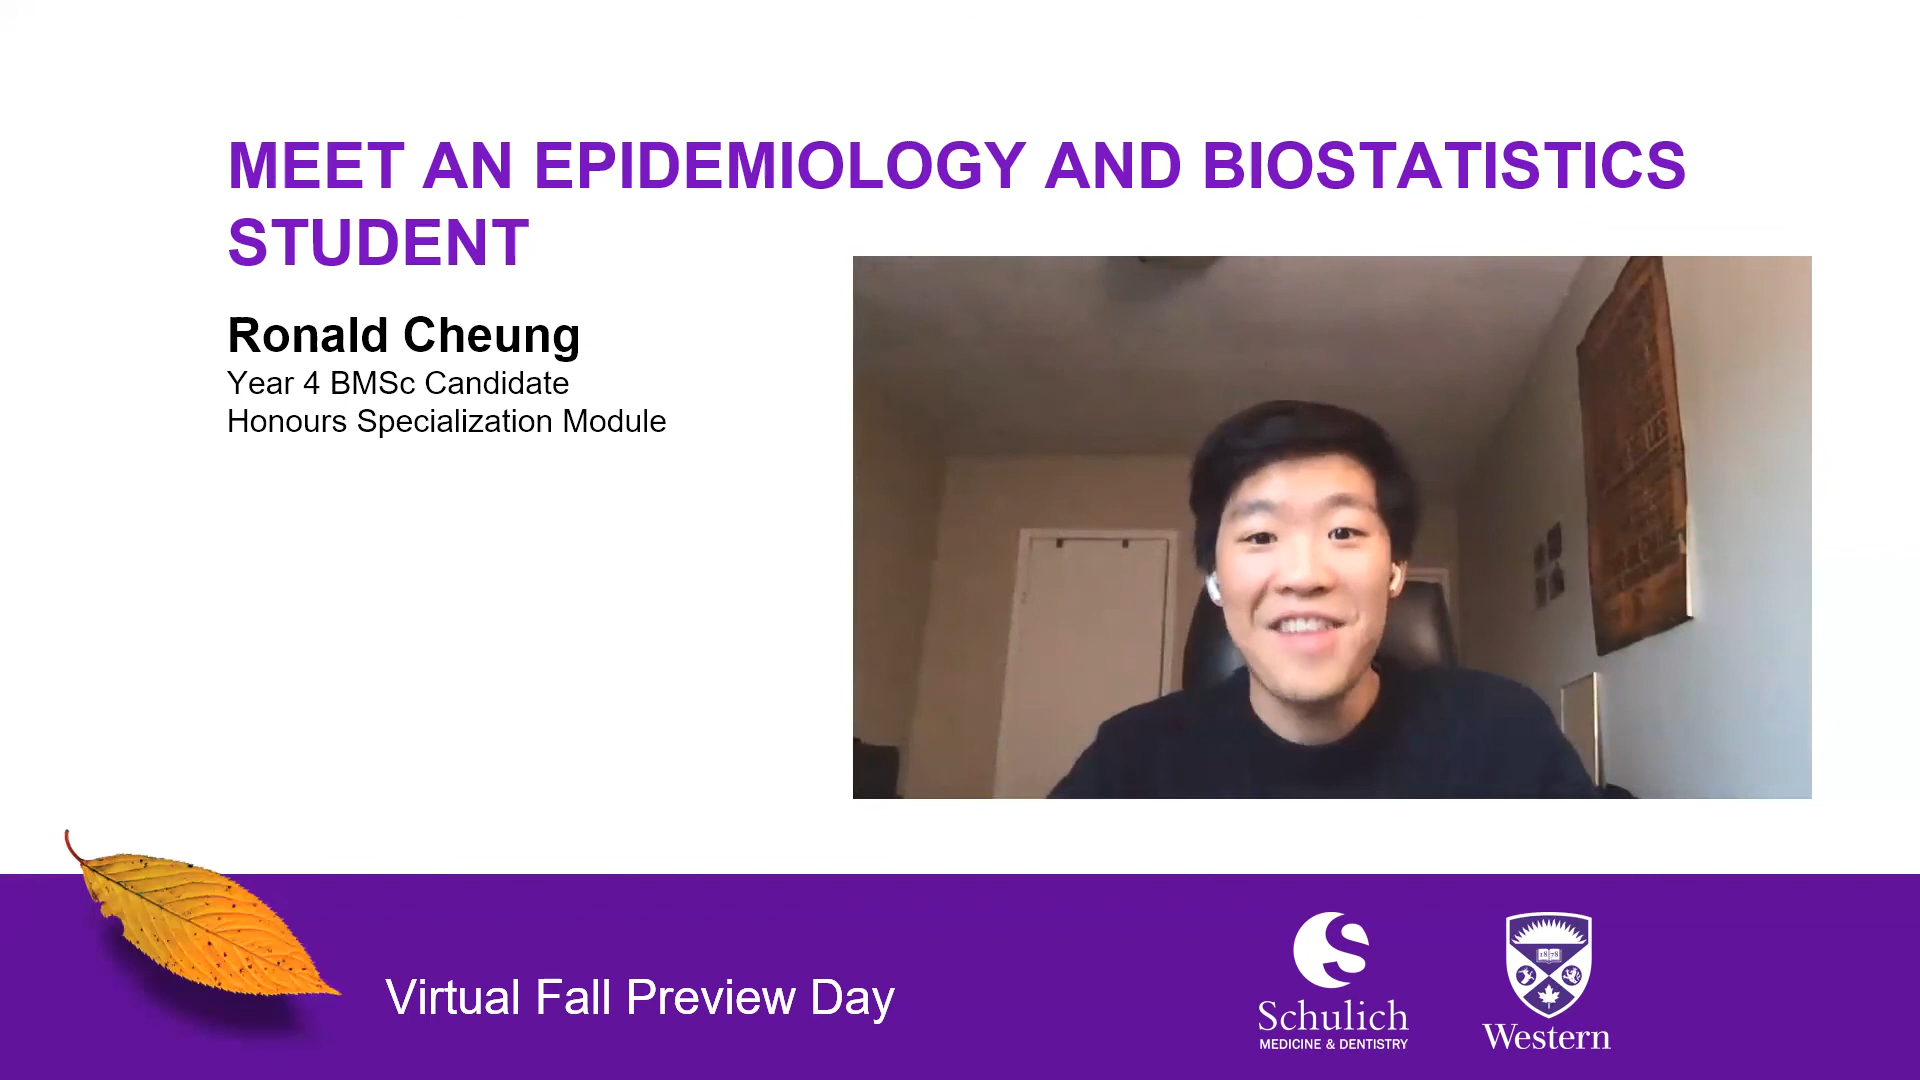 MEET AN EPIDEMIOLOGY AND BIOSTATISTICS
STUDENT
Ronald Cheung
Year 4 BMSc Candidate
Honours Specialization Module
Virtual Fall Preview Day
S
Schulich
MEDICINE & DENTISTRY
1878
Western